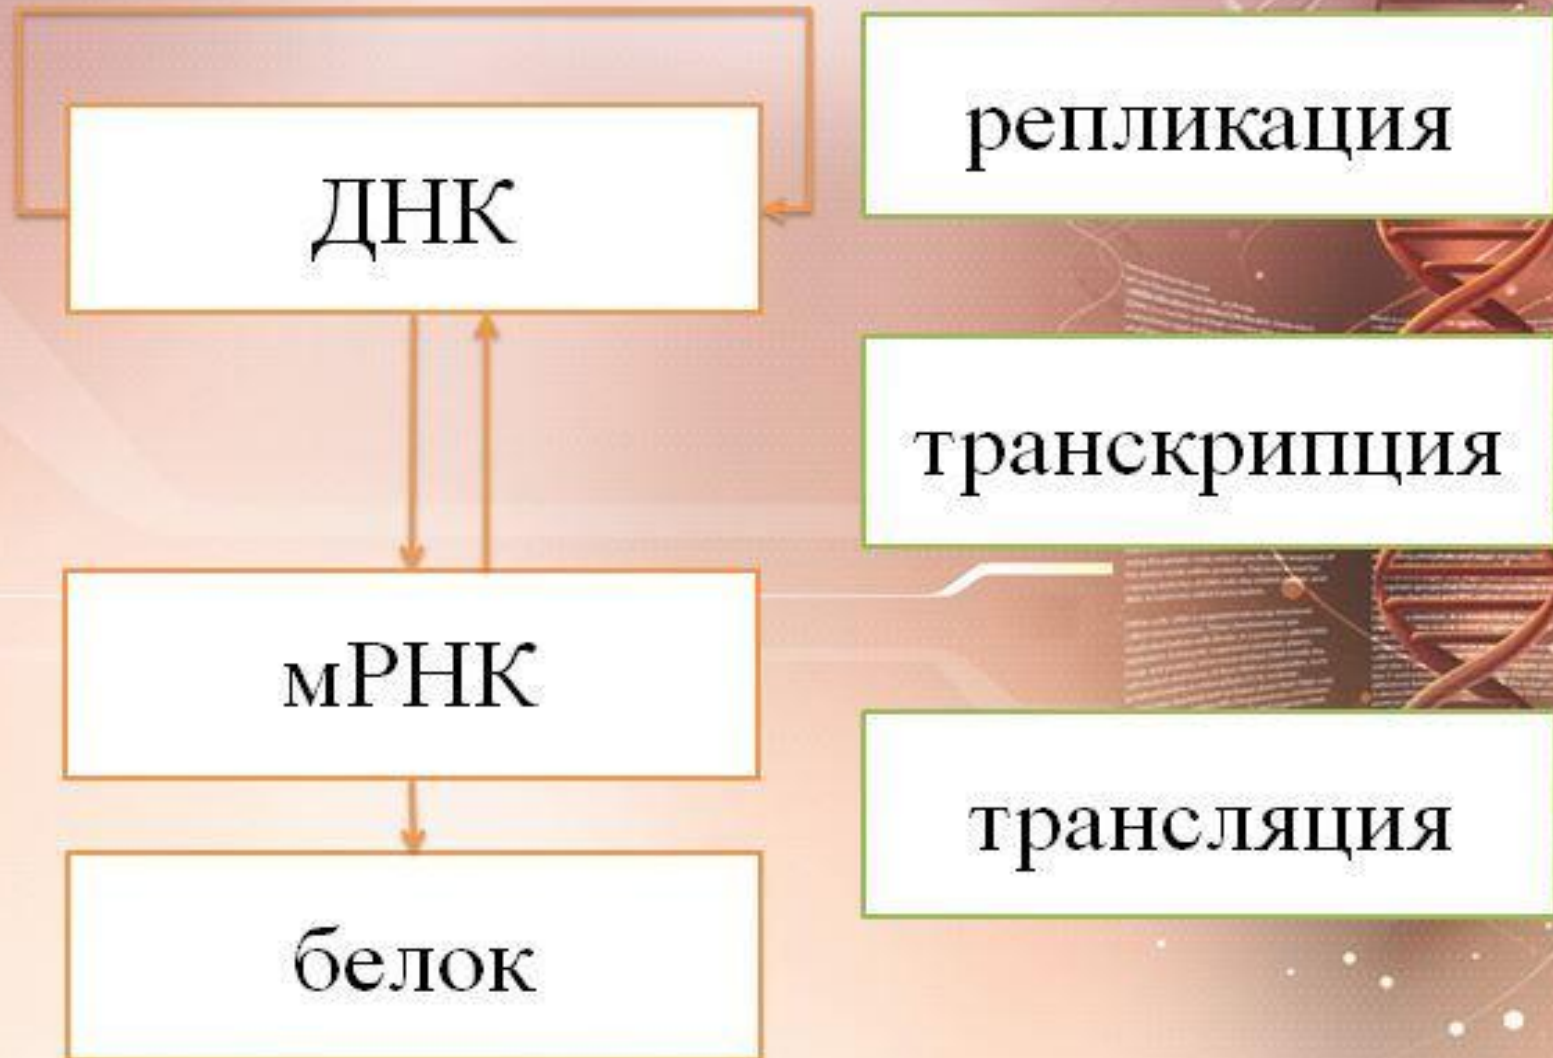 ДНК
репликация
транскрипция
мРНК
трансляция
белок